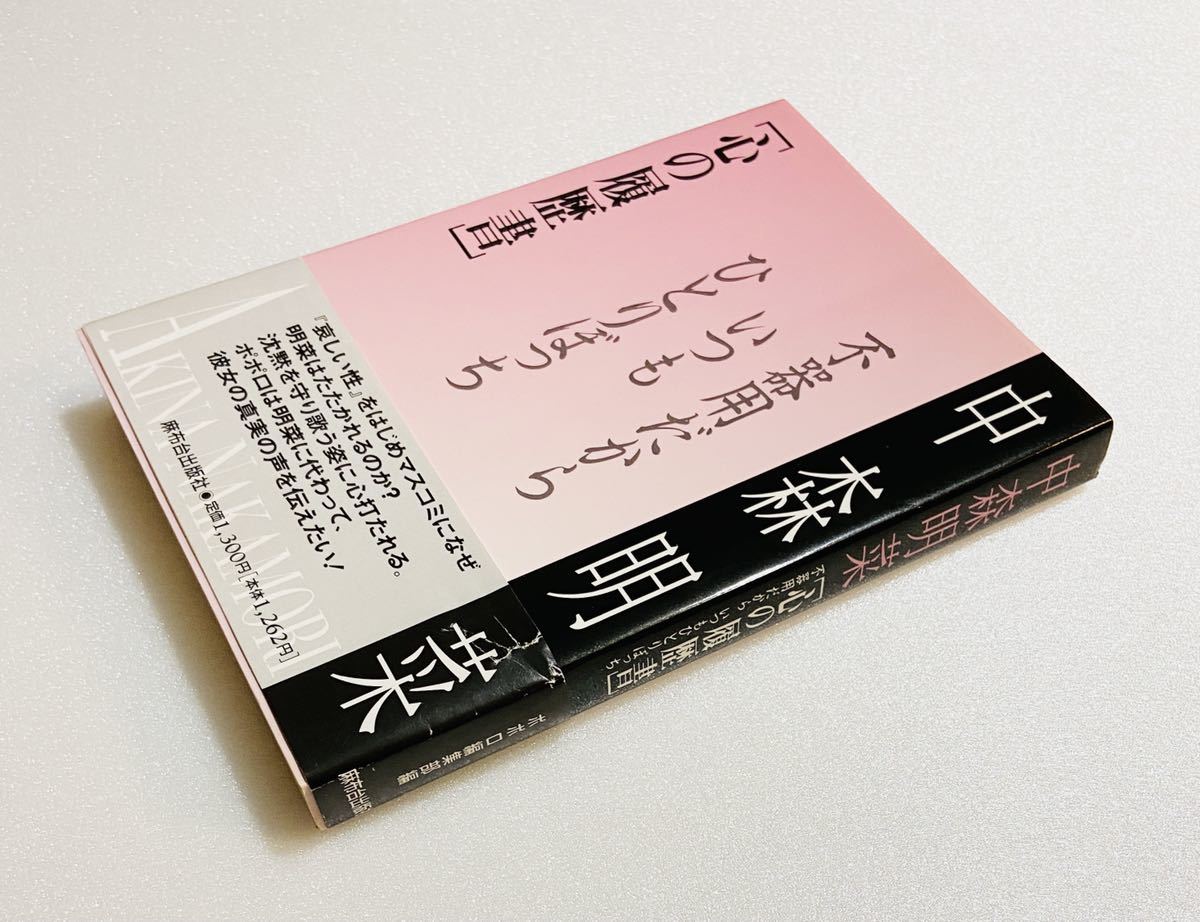 中森明菜
[心の履歴書]
不器用だから
いつも
ひとりぼっち
AKINA NAKAMORI
『哀しい性』をはじめマスコミになぜ
明菜はたたかれるのか?
沈黙を守り歌う姿に心打たれる。
ポポロは明菜に代わって、
彼女の真実の声を伝えたい!
麻布台出版社●定価1,300円[本体1,262円]
中森明菜
[心の履歴書]
不器用だから いつもひとりぼっち
ポポロ編集部編
麻布台出版